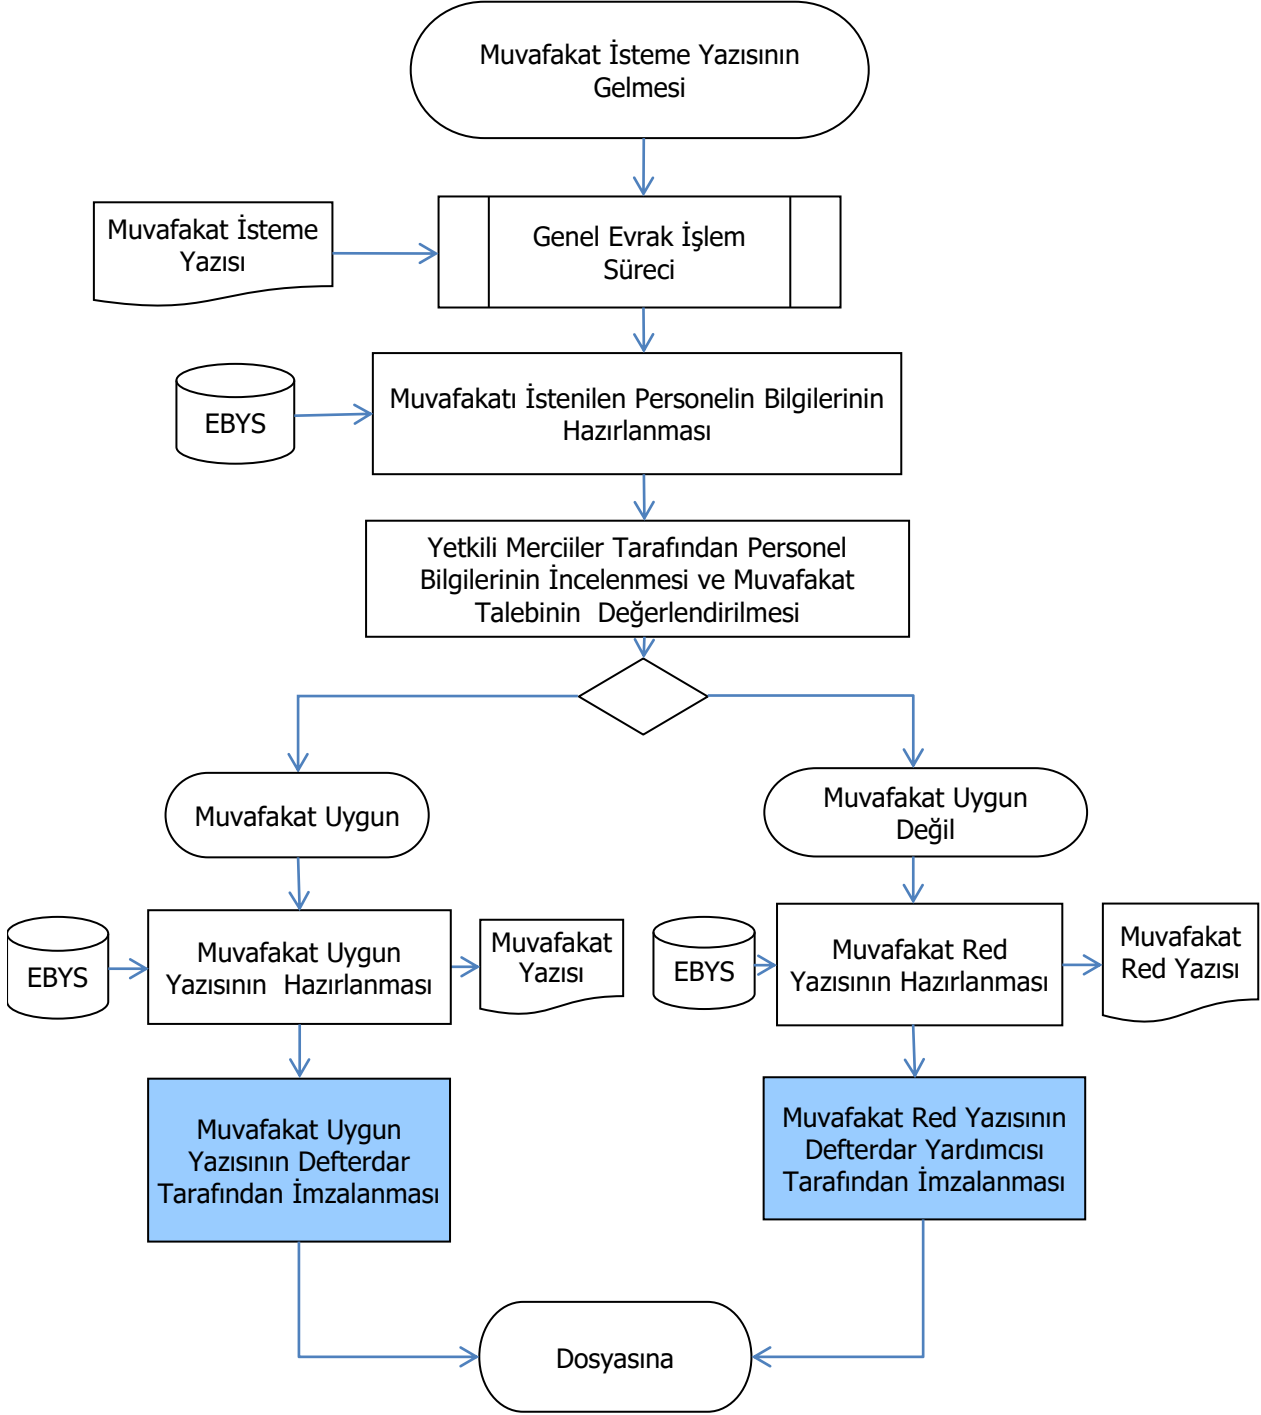 Muvafakat İsteme Yazısının
Gelmesi
Muvafakat İsteme
Yazısı
Genel Evrak İşlem
Süreci
EBYS
Muvafakatı İstenilen Personelin Bilgilerinin
Hazırlanması
Yetkili Merciiler Tarafından Personel
Bilgilerinin İncelenmesi ve Muvafakat
Talebinin Değerlendirilmesi
Muvafakat Uygun
Muvafakat Uygun
Değil
EBYS
Muvafakat Uygun
Yazısının Hazırlanması
Muvafakat
Yazısı
EBYS
Muvafakat Red
Yazısının Hazırlanması
Muvafakat
Red Yazısı
Muvafakat Uygun
Yazısının Defterdar
Tarafından İmzalanması
Muvafakat Red Yazısının
Defterdar Yardımcısı
Tarafından İmzalanması
Dosyasına